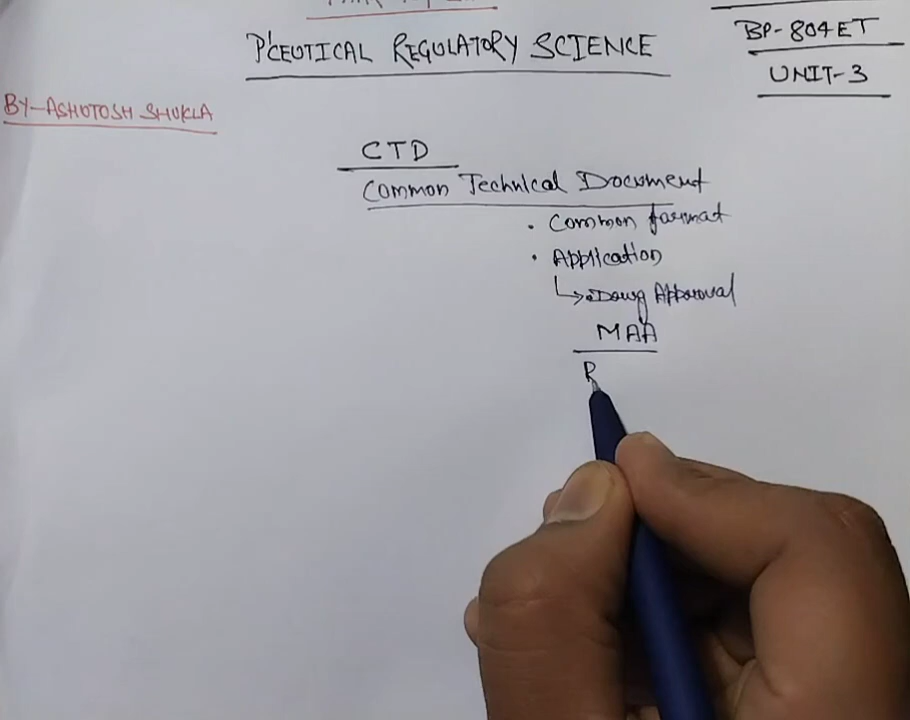 P'CEUTICAL REGULATORY SCIENCE
BP-804ET
UNIT-3
BY-ASHUTOSH SHUKLA
CTD
Common Technical Document
• Common format
• Application
↳ Drug Approval
MAA
R